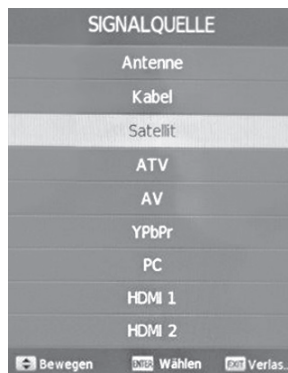 SIGNALQUELLE
Antenne
Kabel
Satellit
ATV
AV
YPbPr
PC
HDMI 1
HDMI 2
Bewegen ENTER Wählen EXIT Verlas..